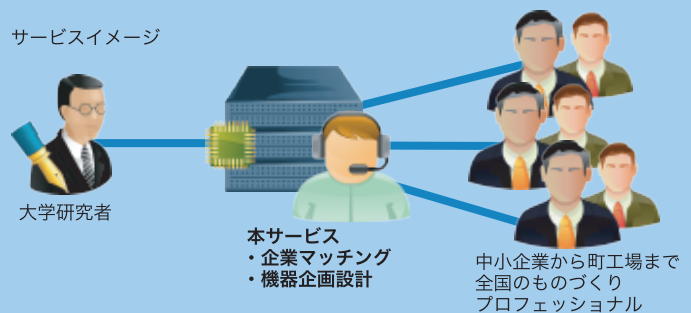 サービスイメージ
大学研究者
本サービス
・企業マッチング
・機器企画設計
中小企業から町工場まで
全国のものづくり
プロフェッショナル